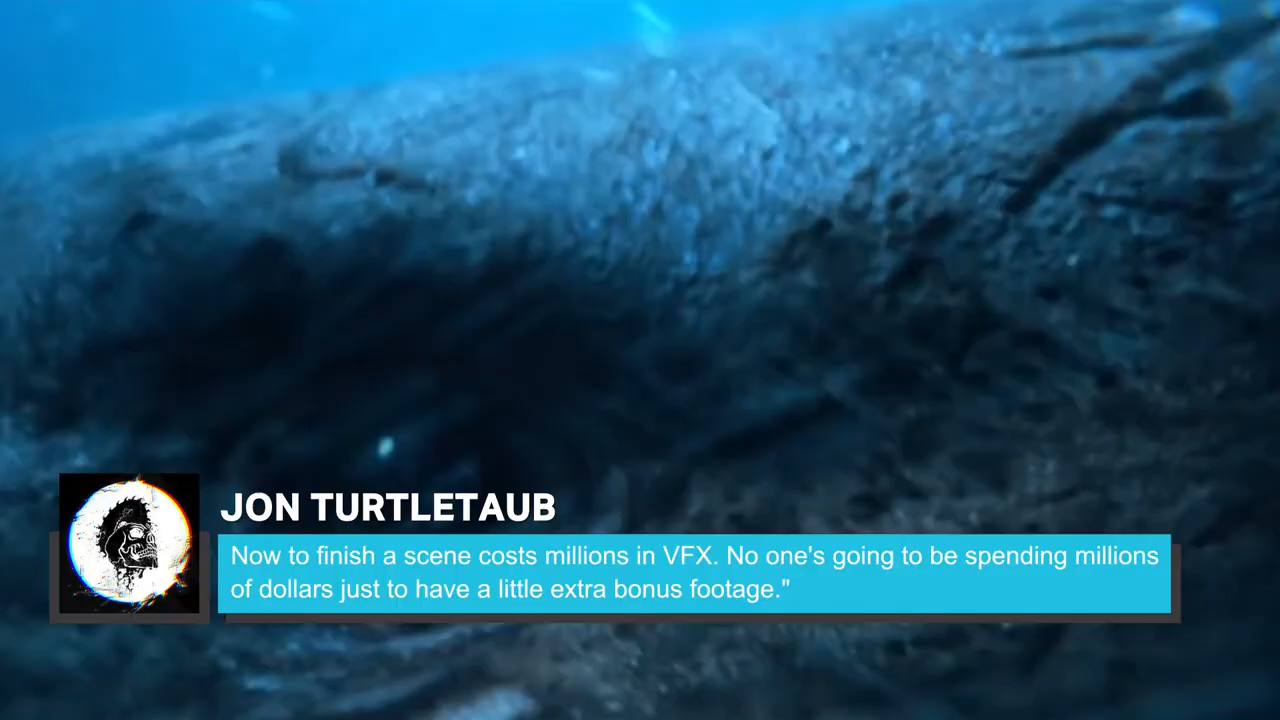 JON TURTLETAUB
Now to finish a scene costs millions in VFX. No one's going to be spending millions
of dollars just to have a little extra bonus footage."